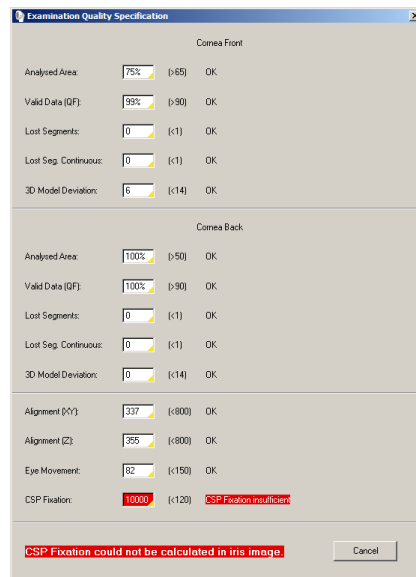 Examination Quality Specification
Cornea Front
Analysed Area: 75% (>65) OK
Valid Data (QF): 99% (>90) OK
Lost Segments: 0 (<1) OK
Lost Seg. Continuous: 0 (<1) OK
3D Model Deviation: 6 (<14) OK
Cornea Back
Analysed Area: 100% (>50) OK
Valid Data (QF): 100% (>90) OK
Lost Segments: 0 (<1) OK
Lost Seg. Continuous: 0 (<1) OK
3D Model Deviation: 0 (<14) OK
Alignment (XY): 337 (<800) OK
Alignment (Z): 355 (<800) OK
Eye Movement: 82 (<150) OK
CSP Fixation: 10000 (<120) CSP Fixation insufficient
CSP Fixation could not be calculated in iris image. Cancel